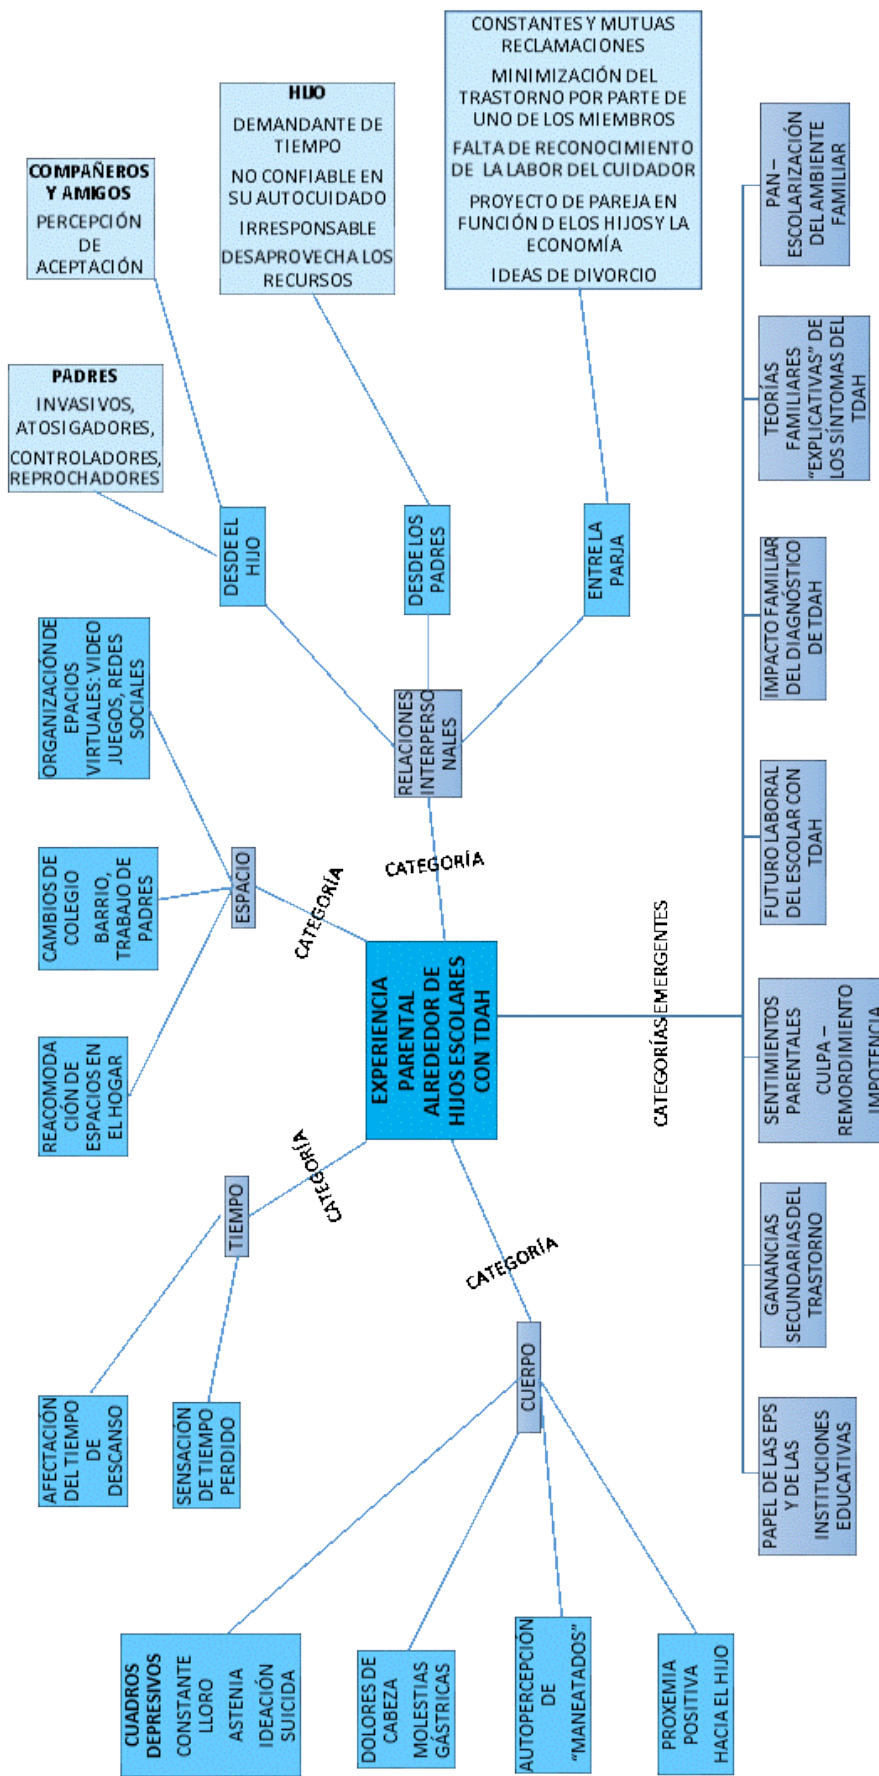 CUADROS
DEPRESIVOS
CONSTANTE
LLORO
ASTENIA
IDEACIÓN
SUICIDA
DOLORES DE
CABEZA
MOLESTIAS
GÁSTRICAS
AUTOPERCEPCIÓN
DE
“MANEATADOS”
PROXEMIA
POSITIVA
HACIA EL HIJO
CUERPO
CATEGORÍA
AFECTACIÓN
DEL TIEMPO
DE
DESCANSO
SENSACIÓN
DE TIEMPO
PERDIDO
TIEMPO
CATEGORÍA
REACOMODA
CIÓN DE
ESPACIOS EN
EL HOGAR
CAMBIOS DE
COLEGIO
BARRIO,
TRABAJO DE
PADRES
ORGANIZACIÓN DE
EPACIOS
VIRTUALES: VIDEO
JUEGOS, REDES
SOCIALES
ESPACIO
CATEGORÍA
EXPERIENCIA
PARENTAL
ALREDEDOR DE
HIJOS ESCOLARES
CON TDAH
CATEGORÍA
RELACIONES
INTERPERSO
NALES
DESDE EL
HIJO
PADRES
INVASIVOS,
ATOSIGADORES,
CONTROLADORES,
REPROCHADORES
COMPAÑEROS
Y AMIGOS
PERCEPCIÓN
DE
ACEPTACIÓN
DESDE LOS
PADRES
HIJO
DEMANDANTE DE
TIEMPO
NO CONFIABLE EN
SU AUTOCUIDADO
IRRESPONSABLE
DESAPROVECHA LOS
RECURSOS
ENTRE LA
PARJA
CONSTANTES Y MUTUAS
RECLAMACIONES
MINIMIZACIÓN DEL
TRASTORNO POR PARTE DE
UNO DE LOS MIEMBROS
FALTA DE RECONOCIMIENTO
DE LA LABOR DEL CUIDADOR
PROYECTO DE PAREJA EN
FUNCIÓN D ELOS HIJOS Y LA
ECONOMÍA
IDEAS DE DIVORCIO
CATEGORÍAS EMERGENTES
PAPEL DE LAS EPS
Y DE LAS
INSTITUCIONES
EDUCATIVAS
GANANCIAS
SECUNDARIAS DEL
TRASTORNO
SENTIMIENTOS
PARENTALES
CULPA –
REMORDIMIENTO
IMPOTENCIA
FUTURO LABORAL
DEL ESCOLAR CON
TDAH
IMPACTO FAMILIAR
DEL DIAGNÓSTICO
DE TDAH
TEORÍAS
FAMILIARES
“EXPLICATIVAS” DE
LOS SÍNTOMAS DEL
TDAH
PAN –
ESCOLARIZACIÓN
DEL AMBIENTE
FAMILIAR